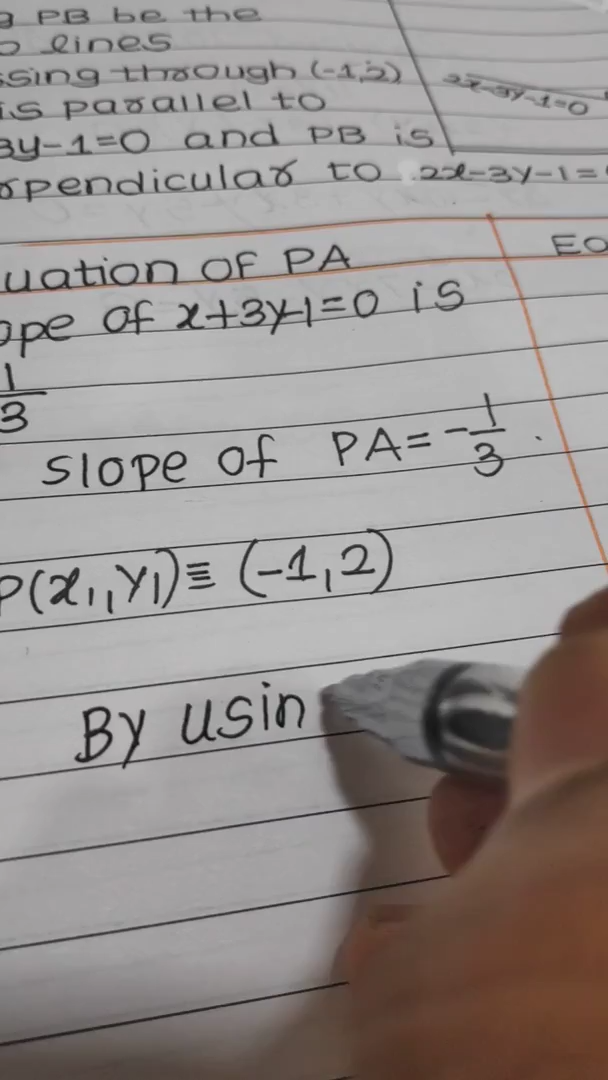 PB be the
lines
ssing through (-1,2)
is parallel to 2x-3y-1=0
3y-1=0 and PB is
rpendicular to 2x-3y-1=
uation of PA EQ
ope of x+3y-1=0 is
1/3
slope of PA = -1/3.
P(x₁,y₁) ≡ (-1,2)
By usin